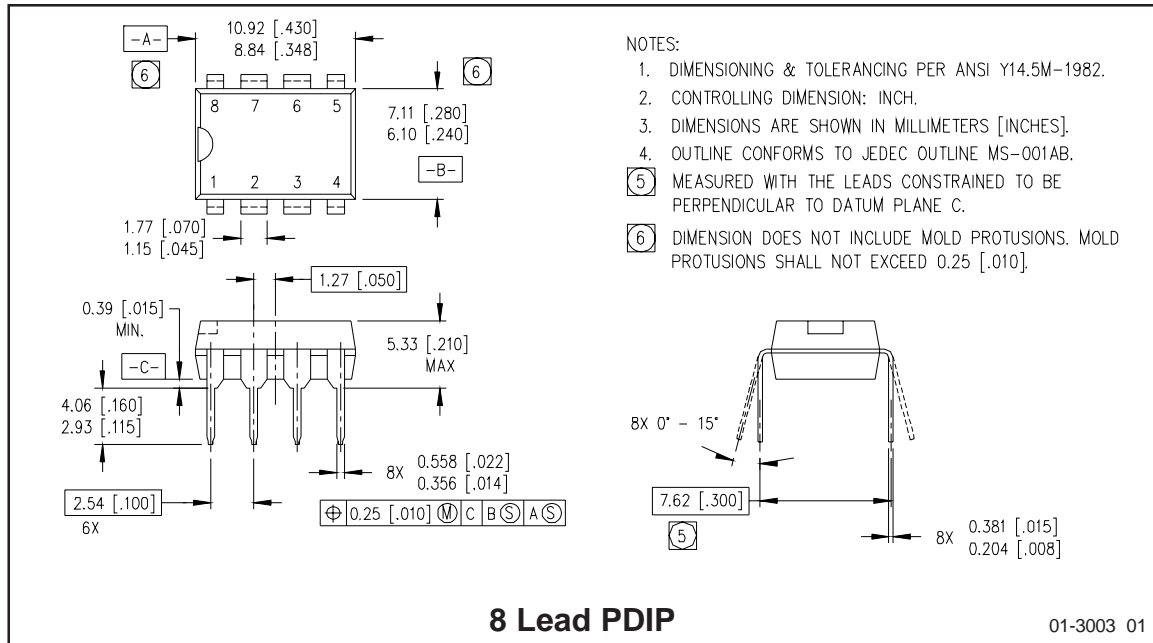 -A-
10.92 [.430]
8.84 [.348]
6
6
8 7 6 5
1 2 3 4
7.11 [.280]
6.10 [.240]
-B-
1.77 [.070]
1.15 [.045]
1.27 [.050]
0.39 [.015]
MIN.
-C-
5.33 [.210]
MAX
4.06 [.160]
2.93 [.115]
2.54 [.100]
6X
8X 0.558 [.022]
0.356 [.014]
⌖ 0.25 [.010] Ⓜ C B Ⓢ A Ⓢ
NOTES:
1. DIMENSIONING & TOLERANCING PER ANSI Y14.5M-1982.
2. CONTROLLING DIMENSION: INCH.
3. DIMENSIONS ARE SHOWN IN MILLIMETERS [INCHES].
4. OUTLINE CONFORMS TO JEDEC OUTLINE MS-001AB.
5 MEASURED WITH THE LEADS CONSTRAINED TO BE
PERPENDICULAR TO DATUM PLANE C.
6 DIMENSION DOES NOT INCLUDE MOLD PROTUSIONS. MOLD
PROTUSIONS SHALL NOT EXCEED 0.25 [.010].
8X 0° - 15°
7.62 [.300]
5
8X 0.381 [.015]
0.204 [.008]
8 Lead PDIP
01-3003 01